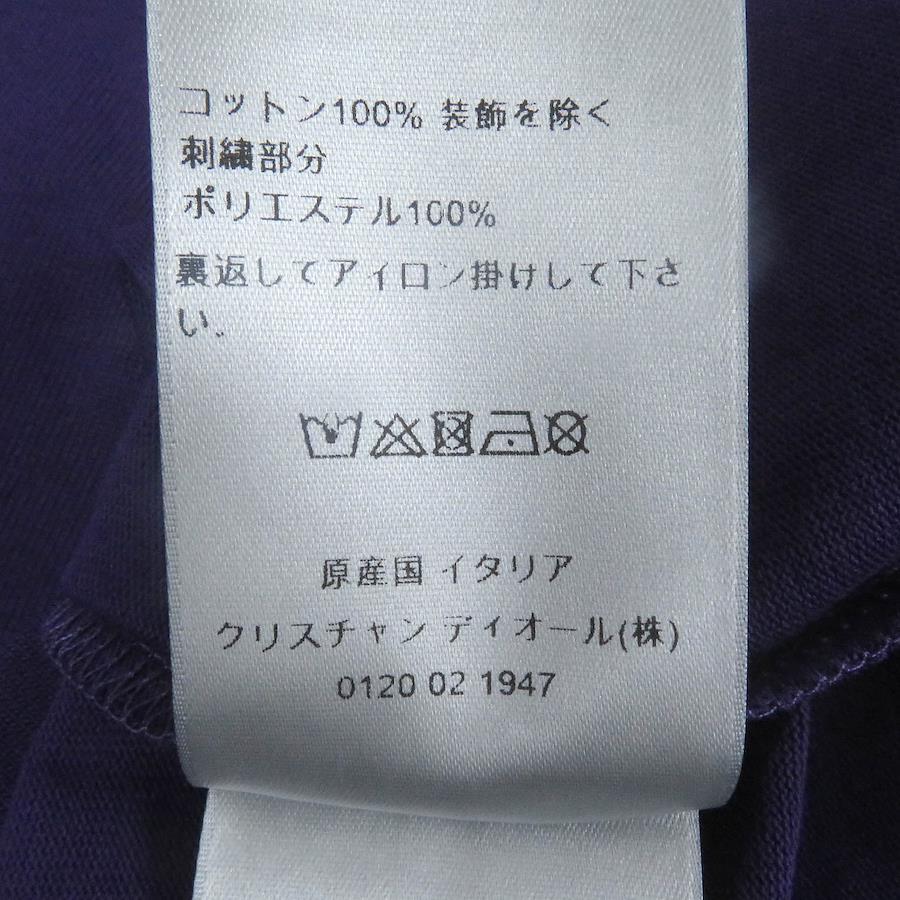 コットン100% 装飾を除く
刺繍部分
ポリエステル100%
裏返してアイロン掛けして下さ
い.
原産国 イタリア
クリスチャン ディオール(株)
0120 02 1947